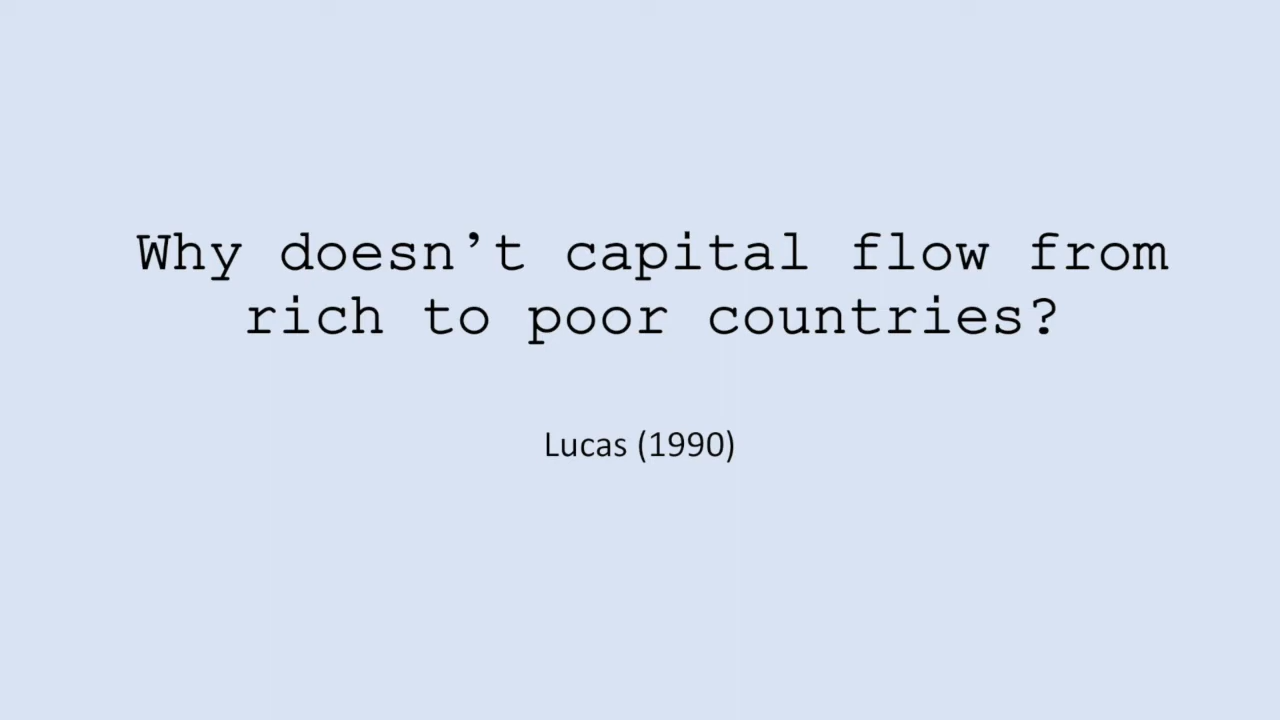 Why doesn’t capital flow from
rich to poor countries?
Lucas (1990)